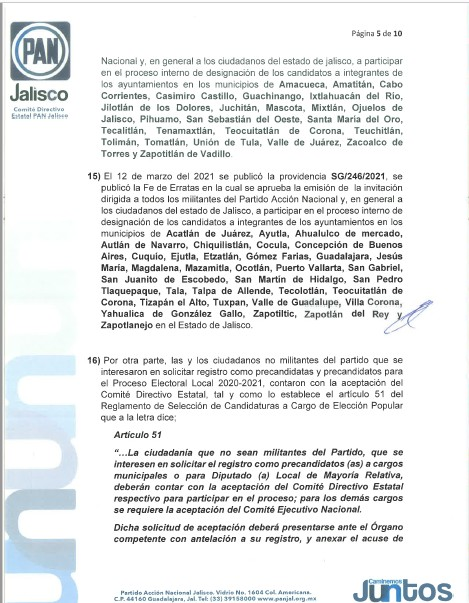 Página 5 de 10
PAN
Jalisco
Comité Directivo
Estatal PAN Jalisco
Nacional y, en general a los ciudadanos del estado de jalisco, a participar
en el proceso interno de designación de los candidatos a integrantes de
los ayuntamientos en los municipios de Amacueca, Amatitán, Cabo
Corrientes, Casimiro Castillo, Guachinango, Ixtlahuacán del Río,
Jilotlán de los Dolores, Juchitán, Mascota, Mixtlán, Ojuelos de
Jalisco, Pihuamo, San Sebastián del Oeste, Santa María del Oro,
Tecalitlán, Tenamaxtlán, Teocuitatlán de Corona, Teuchitlán,
Tolimán, Tomatlán, Unión de Tula, Valle de Juárez, Zacoalco de
Torres y Zapotitlán de Vadillo.
15) El 12 de marzo del 2021 se publicó la providencia SG/246/2021, se
publicó la Fe de Erratas en la cual se aprueba la emisión de la invitación
dirigida a todos los militantes del Partido Acción Nacional y, en general a
los ciudadanos del estado de Jalisco, a participar en el proceso interno de
designación de los candidatos a integrantes de los ayuntamientos en los
municipios de Acatlán de Juárez, Ayutla, Ahualulco de mercado,
Autlán de Navarro, Chiquilistlán, Cocula, Concepción de Buenos
Aires, Cuquio, Ejutla, Etzatlán, Gómez Farías, Guadalajara, Jesús
María, Magdalena, Mazamitla, Ocotlán, Puerto Vallarta, San Gabriel,
San Juanito de Escobedo, San Martín de Hidalgo, San Pedro
Tlaquepaque, Tala, Talpa de Allende, Tecolotlán, Teocuitatlán de
Corona, Tizapán el Alto, Tuxpan, Valle de Guadalupe, Villa Corona,
Yahualica de González Gallo, Zapotiltic, Zapotlán del Rey y
Zapotlanejo en el Estado de Jalisco.
16) Por otra parte, las y los ciudadanos no militantes del partido que se
interesaron en solicitar registro como precandidatas y precandidatos para
el Proceso Electoral Local 2020-2021, contaron con la aceptación del
Comité Directivo Estatal, tal y como lo establece el artículo 51 del
Reglamento de Selección de Candidaturas a Cargo de Elección Popular
que a la letra dice;
Artículo 51
“…La ciudadanía que no sean militantes del Partido, que se
interesen en solicitar el registro como precandidatos (as) a cargos
municipales o para Diputado (a) Local de Mayoría Relativa,
deberán contar con la aceptación del Comité Directivo Estatal
respectivo para participar en el proceso; para los demás cargos
se requiere la aceptación del Comité Ejecutivo Nacional.
Dicha solicitud de aceptación deberá presentarse ante el Órgano
competente con antelación a su registro, y anexar el acuse de
Partido Acción Nacional Jalisco. Vidrio No. 1604 Col. Americana.
C.P. 44160 Guadalajara, Jal. Tel: (33) 39158000 www.panjal.org.mx
Caminemos
Juntos